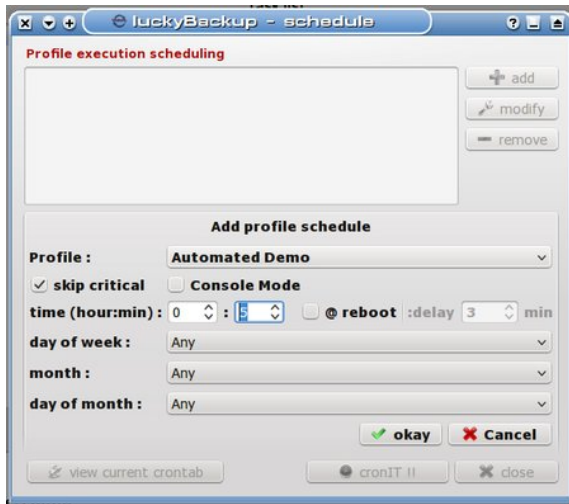 luckyBackup - schedule
Profile execution scheduling
add
modify
remove
Add profile schedule
Profile : Automated Demo
skip critical Console Mode
time (hour:min) : 0 : 5 @ reboot :delay 3 min
day of week : Any
month : Any
day of month : Any
okay Cancel
view current crontab cronIT !! close